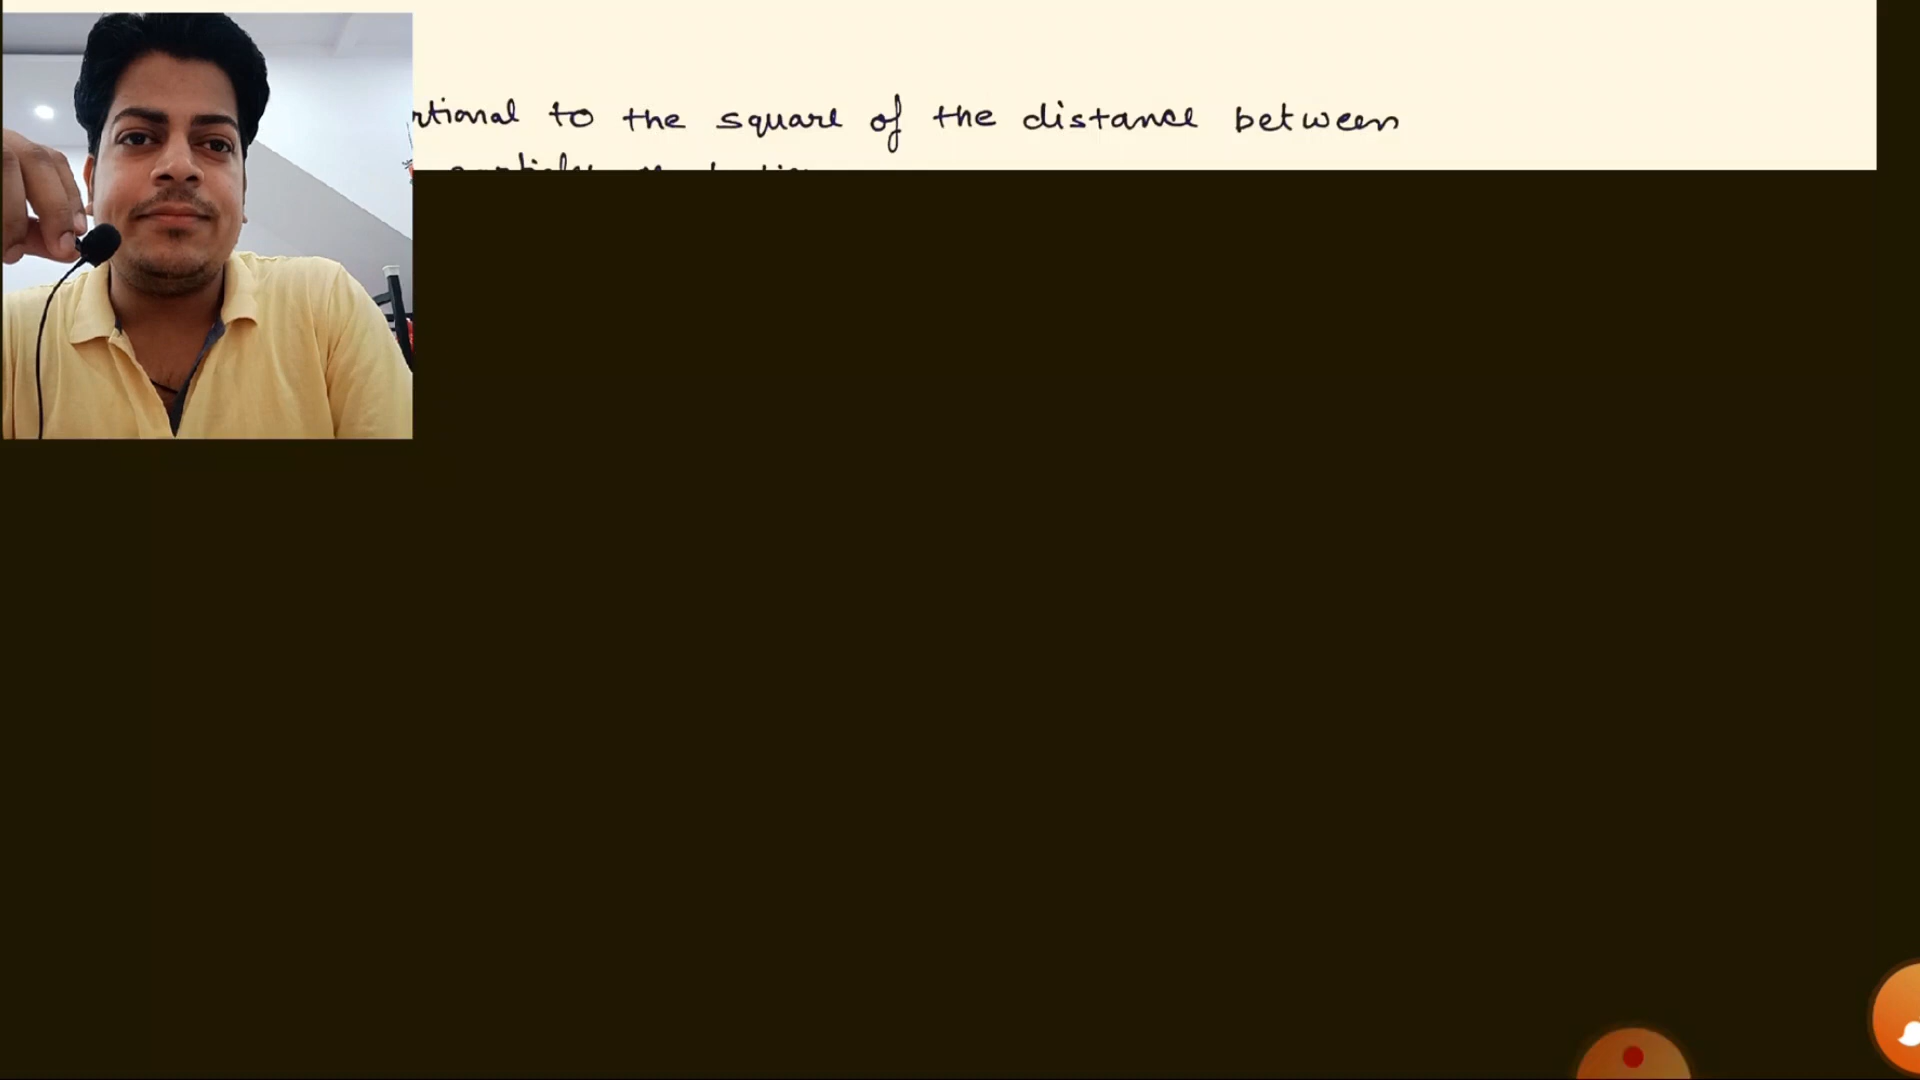 rtional to the square of the distance between